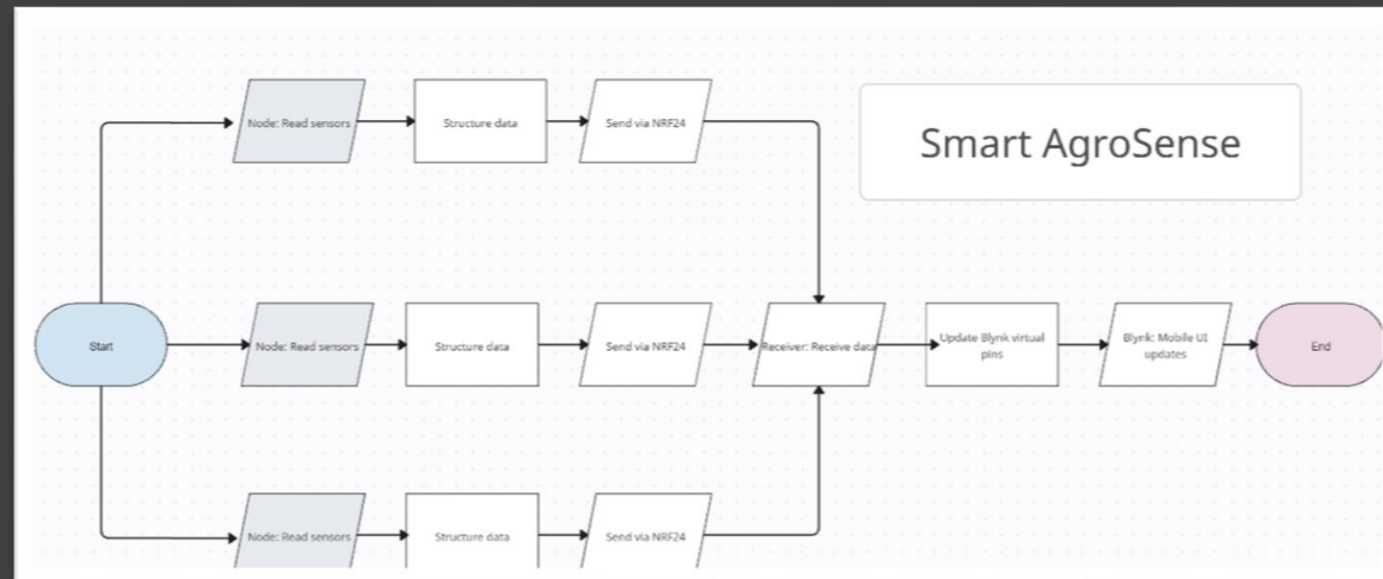 Smart AgroSense
Node: Read sensors
Structure data
Send via NRF24
Start
Node: Read sensors
Structure data
Send via NRF24
Receiver: Receive data
Update Blynk virtual
pins
Blynk: Mobile UI
updates
End
Node: Read sensors
Structure data
Send via NRF24